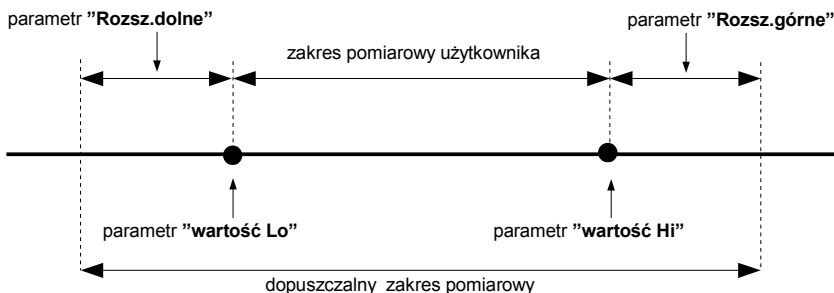 parametr ”Rozsz.dolne”
parametr ”Rozsz.górne”
zakres pomiarowy użytkownika
parametr ”wartość Lo”
parametr ”wartość Hi”
dopuszczalny zakres pomiarowy